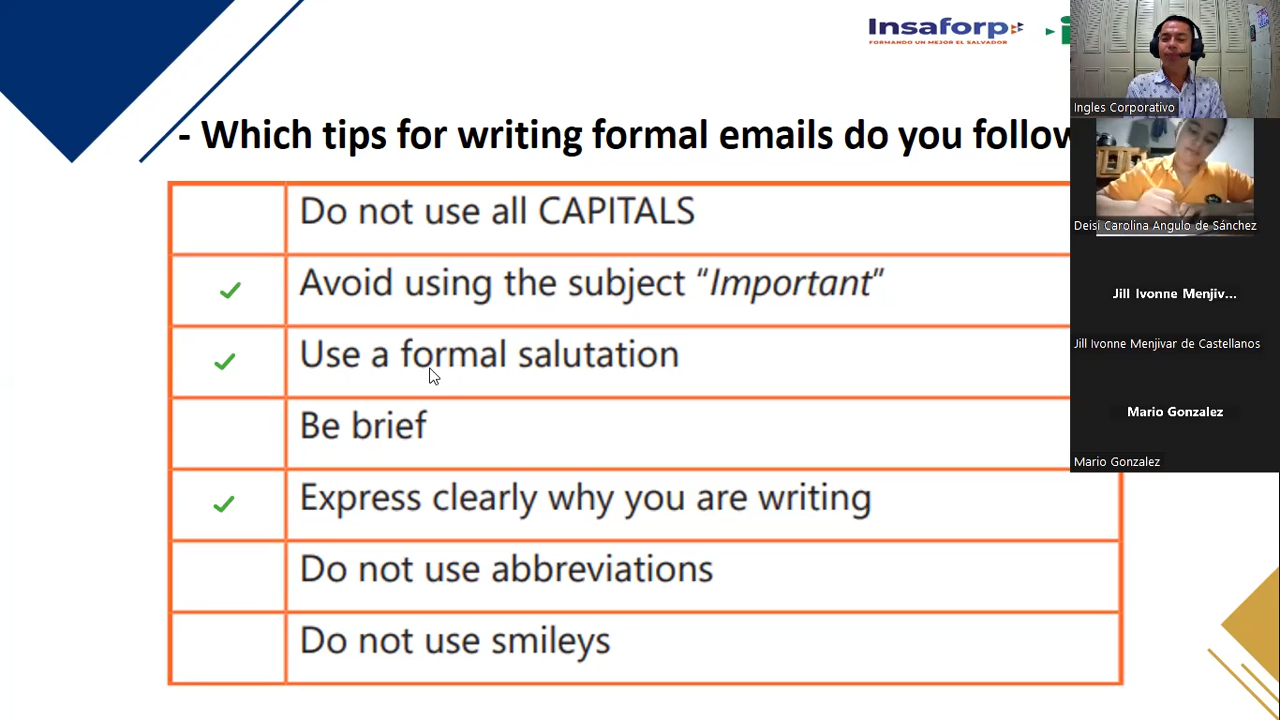 Insaforp
FORMANDO UN MEJOR EL SALVADOR
- Which tips for writing formal emails do you follow
Do not use all CAPITALS
Avoid using the subject “Important”
Use a formal salutation
Be brief
Express clearly why you are writing
Do not use abbreviations
Do not use smileys
Ingles Corporativo
Deisi Carolina Angulo de Sánchez
Jill Ivonne Menjiv...
Jill Ivonne Menjivar de Castellanos
Mario Gonzalez
Mario Gonzalez